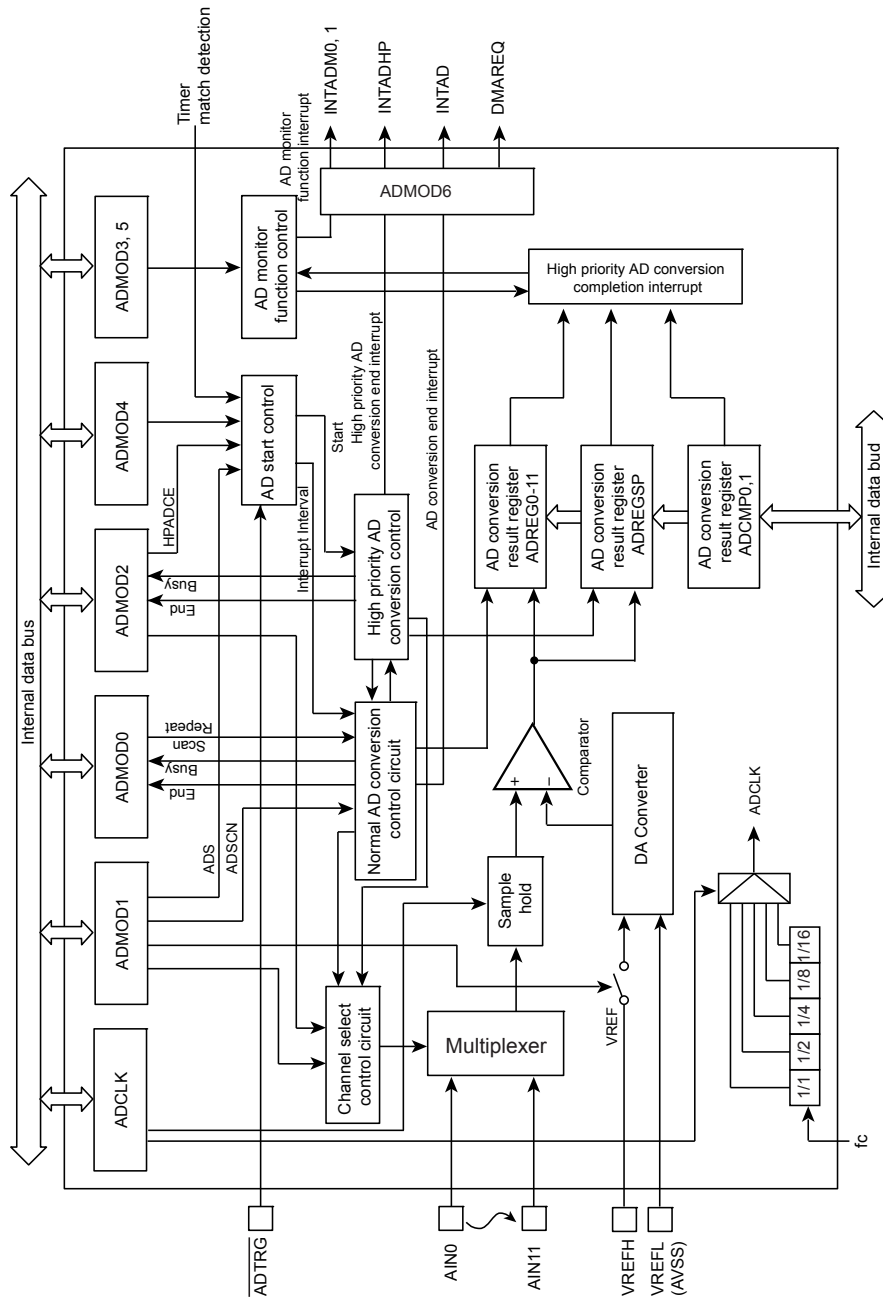 Internal data bus
ADCLK
ADMOD1
ADMOD0
ADMOD2
ADMOD4
ADMOD3, 5
Timer
match detection
ADS
ADSCN
End
Busy
Scan
Repeat
End
Busy
HPADCE
ADTRG
AD start control
AD monitor
function control
AD monitor
function interrupt
Interrupt Interval
Start
High priority AD
conversion end interrupt
AD conversion end interrupt
ADMOD6
INTADM0, 1
INTADHP
INTAD
DMAREQ
Channel select
control circuit
Normal AD conversion
control circuit
High priority AD
conversion control
AIN0
AIN11
Multiplexer
Sample
hold
+
−
Comparator
AD conversion
result register
ADREG0-11
AD conversion
result register
ADREGSP
AD conversion
result register
ADCMP0,1
High priority AD conversion
completion interrupt
VREF
VREFH
VREFL
(AVSS)
DA Converter
fc
1/1
1/2
1/4
1/8
1/16
ADCLK
Internal data bud